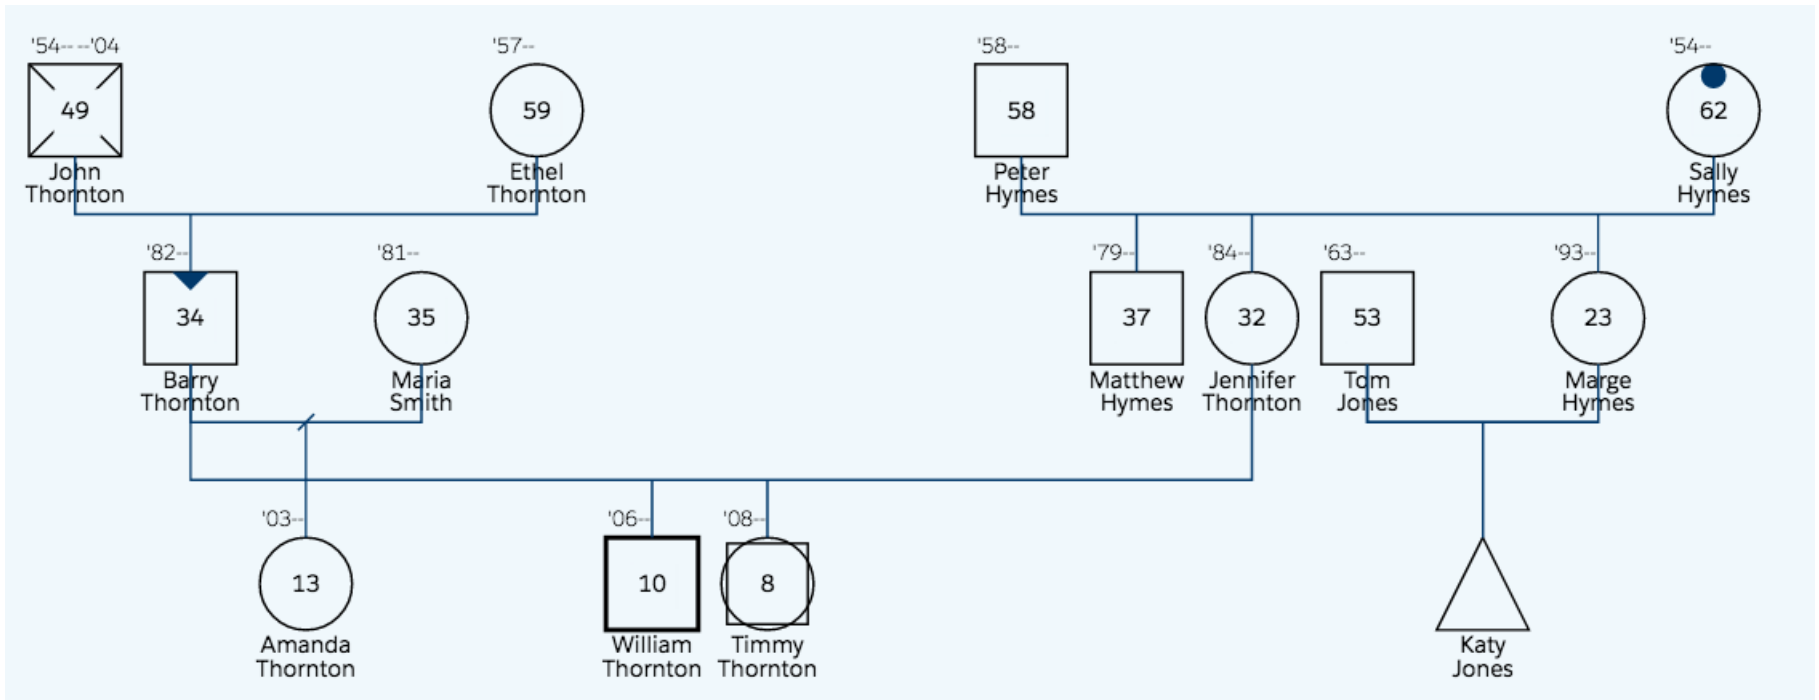 '54-- --'04
'57--
'58--
'54--
49
59
58
62
John
Thornton
Ethel
Thornton
Peter
Hymes
Sally
Hymes
'82--
'81--
'79--
'84--
'63--
'93--
34
35
37
32
53
23
Barry
Thornton
Maria
Smith
Matthew
Hymes
Jennifer
Thornton
Tom
Jones
Marge
Hymes
'03--
'06--
'08--
13
10
8
Amanda
Thornton
William
Thornton
Timmy
Thornton
Katy
Jones